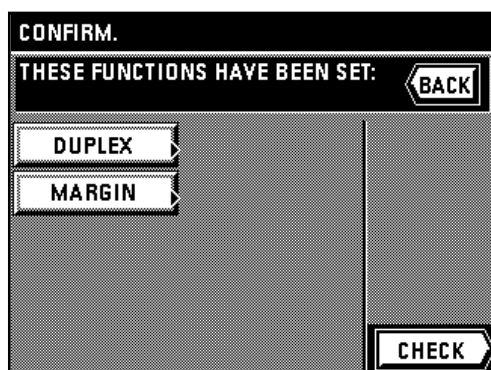 CONFIRM.
THESE FUNCTIONS HAVE BEEN SET:
BACK
DUPLEX
MARGIN
CHECK